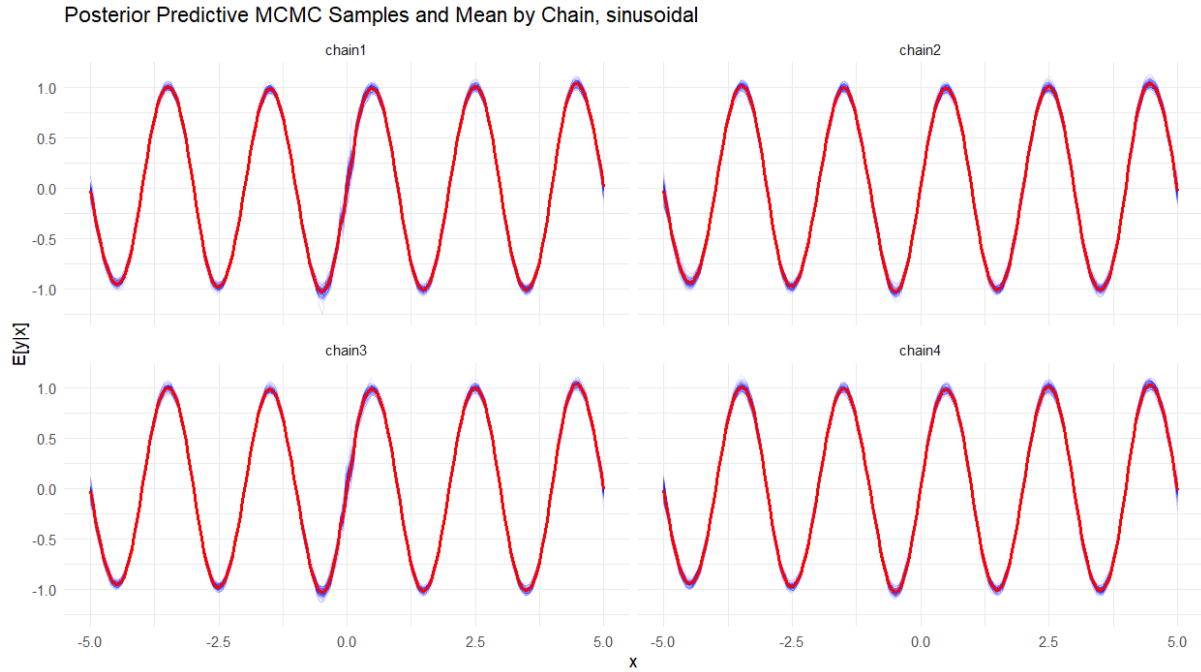 Posterior Predictive MCMC Samples and Mean by Chain, sinusoidal
chain1
chain2
1.0
0.5
0.0
-0.5
-1.0
E[y|x]
chain3
chain4
1.0
0.5
0.0
-0.5
-1.0
-5.0 -2.5 0.0 2.5 5.0
-5.0 -2.5 0.0 2.5 5.0
x